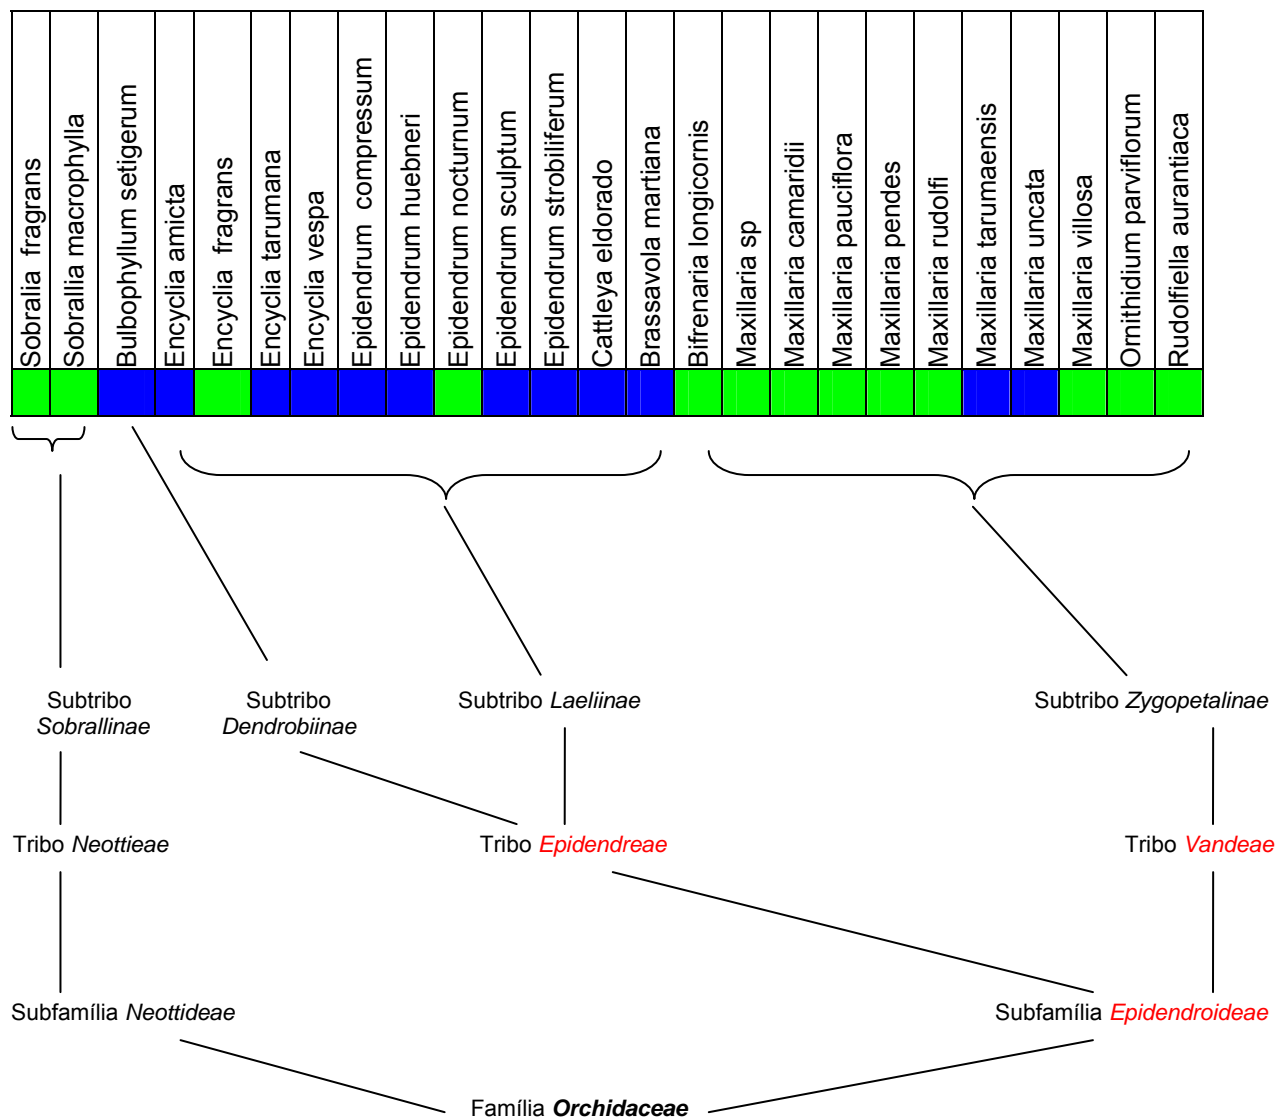 Sobralia fragrans
Sobrallia macrophylla
Bulbophyllum setigerum
Encyclia amicta
Encyclia fragrans
Encyclia tarumana
Encyclia vespa
Epidendrum compressum
Epidendrum huebneri
Epidendrum nocturnum
Epidendrum sculptum
Epidendrum strobiliferum
Cattleya eldorado
Brassavola martiana
Bifrenaria longicornis
Maxillaria sp
Maxillaria camaridii
Maxillaria pauciflora
Maxillaria pendes
Maxillaria rudolfi
Maxillaria tarumaensis
Maxillaria uncata
Maxillaria villosa
Ornithidium parviflorum
Rudolfiella aurantiaca
Subtribo
Sobrallinae
Subtribo
Dendrobiinae
Subtribo Laeliinae
Subtribo Zygopetalinae
Tribo Neottieae
Tribo Epidendreae
Tribo Vandeae
Subfamília Neottideae
Subfamília Epidendroideae
Família Orchidaceae